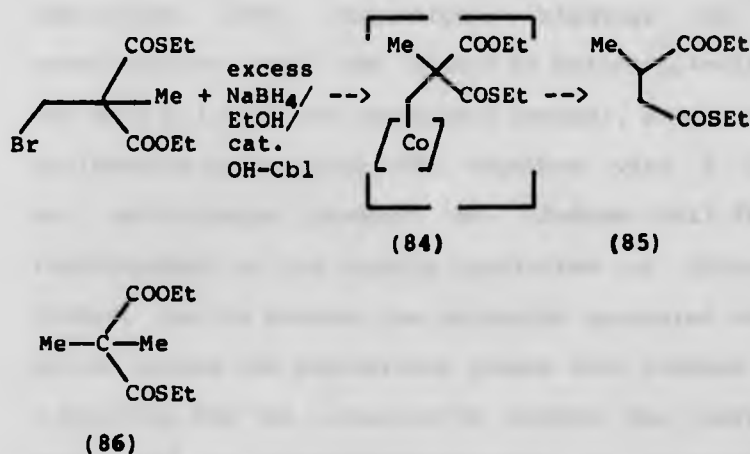 COSEt
Me COOEt
Me COOEt
excess
Me + NaBH4/ --> COSEt -->
EtOH/
Br COOEt cat. Co COSEt
OH-Cbl
(84) (85)
COOEt
Me—C—Me
COSEt
(86)